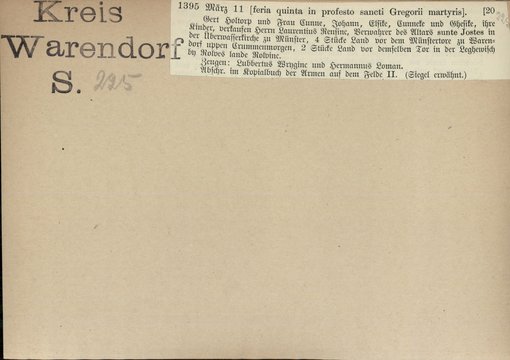 Kreis
Warendorf
S. 225
1395 März 11 [feria quinta in profesto sancti Gregorii martyris]. [20
Gert Holtorp und Frau Cunne, Johann, Elsike, Cunneke und Gheseke, ihre
Kinder, verkaufen Herrn Laurentius Rensinc, Verwahrer des Altars sunte Jostes in
der Überwasserkirche zu Münster, 4 Stücke Land vor dem Münstertore zu Waren-
dorf uppen Crummenmorgen, 2 Stücke Land vor demselben Tor in der Leghewisch
by Rolves lande
Zeugen: Lubbertus und Hermannus Loman.
Abschr. im Kopialbuch der Armen auf dem Felde II. (Siegel erwähnt.)